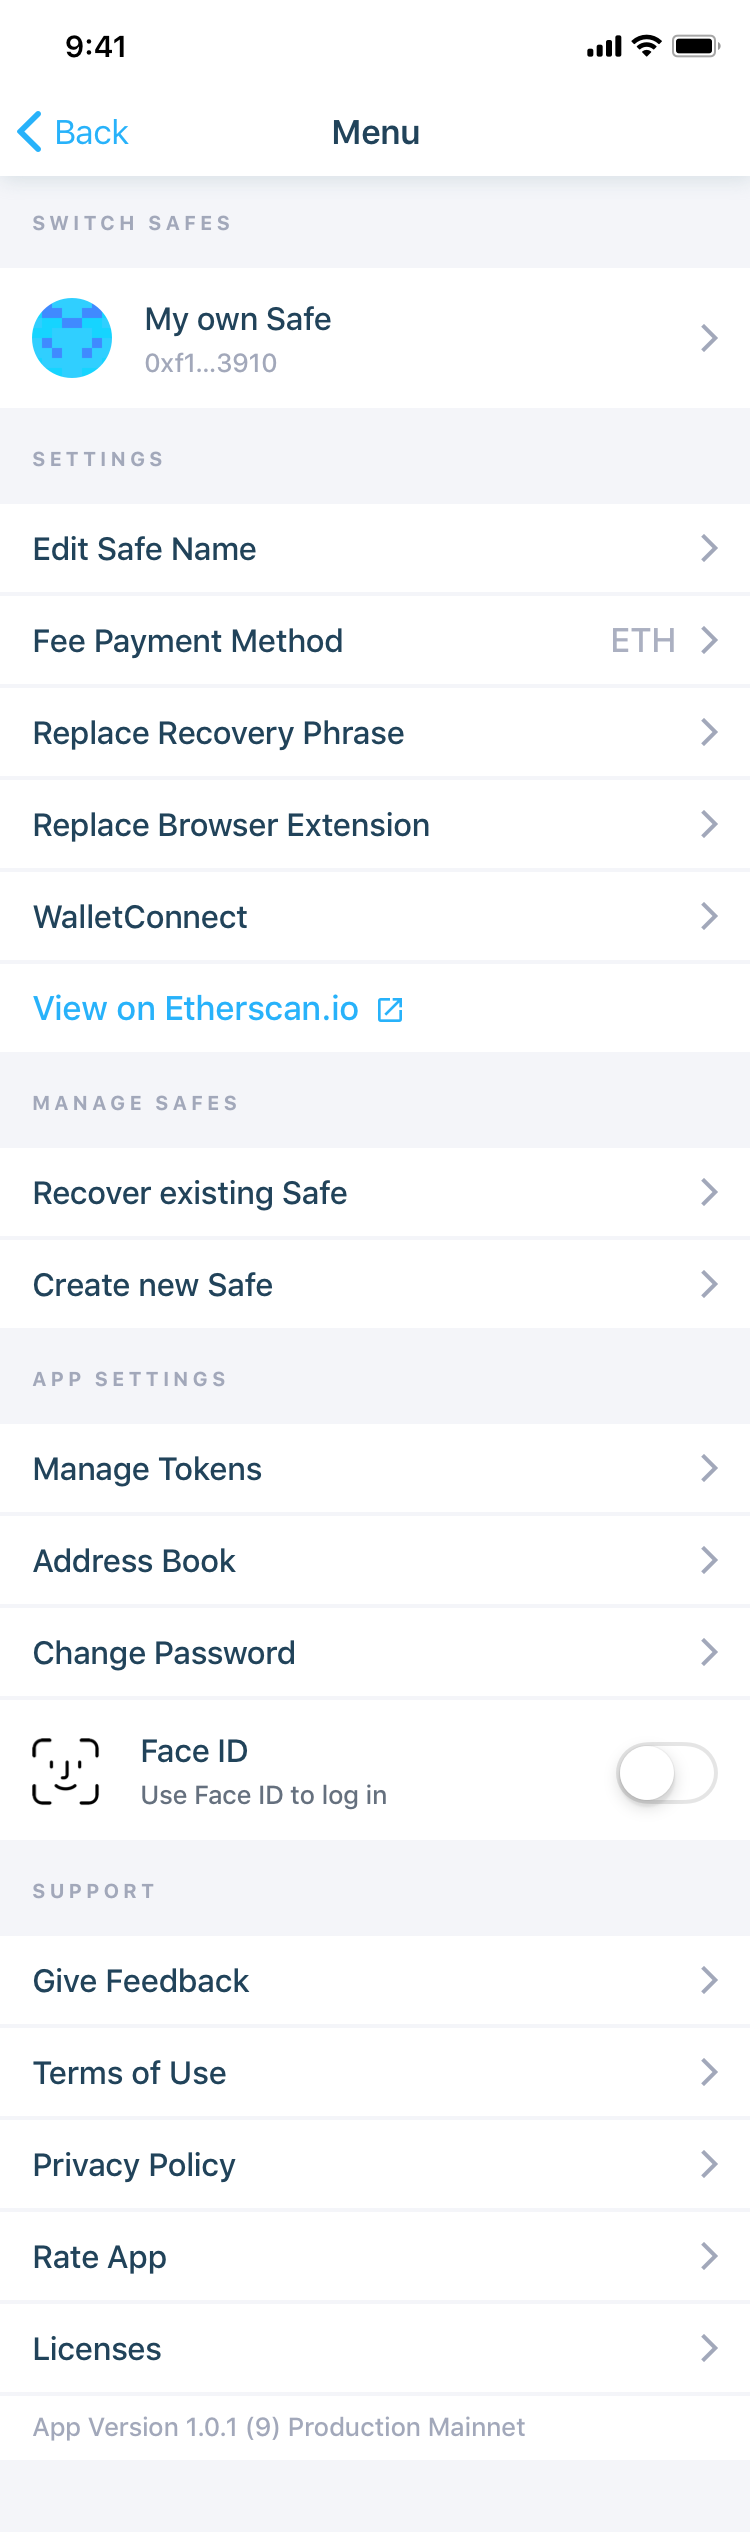 9:41
Back
Menu
SWITCH SAFES
My own Safe
0xf1...3910
SETTINGS
Edit Safe Name
Fee Payment Method ETH
Replace Recovery Phrase
Replace Browser Extension
WalletConnect
View on Etherscan.io
MANAGE SAFES
Recover existing Safe
Create new Safe
APP SETTINGS
Manage Tokens
Address Book
Change Password
Face ID
Use Face ID to log in
SUPPORT
Give Feedback
Terms of Use
Privacy Policy
Rate App
Licenses
App Version 1.0.1 (9) Production Mainnet